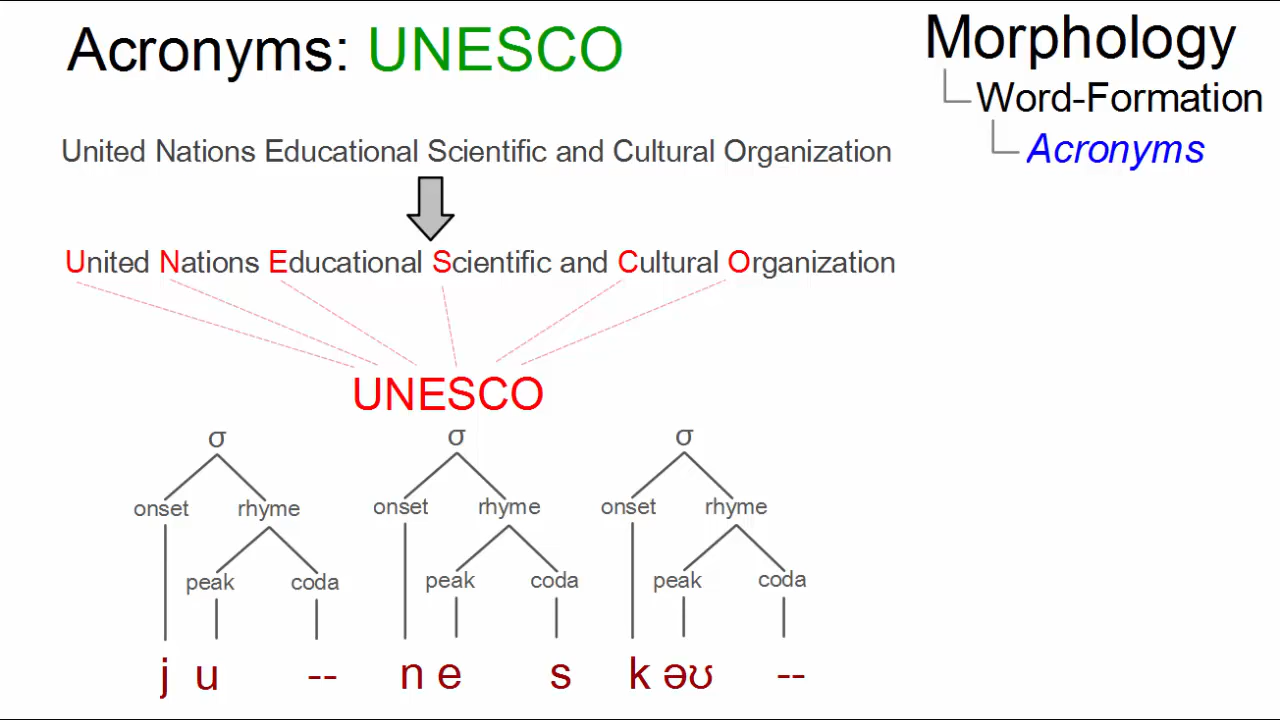 Acronyms: UNESCO
Morphology
Word-Formation
Acronyms
United Nations Educational Scientific and Cultural Organization
United Nations Educational Scientific and Cultural Organization
UNESCO
σ σ σ
onset rhyme onset rhyme onset rhyme
peak coda peak coda peak coda
j u -- n e s k əʊ --